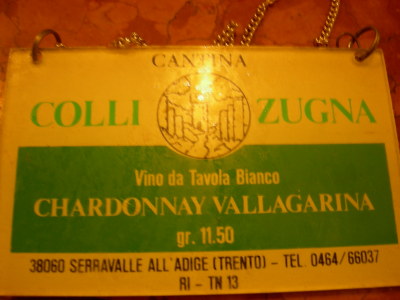 CANTINA
COLLI ZUGNA
Vino da Tavola Bianco
CHARDONNAY VALLAGARINA
gr. 11.50
38060 SERRAVALLE ALL'ADIGE (TRENTO) - TEL. 0464/66037
RI - TN 13